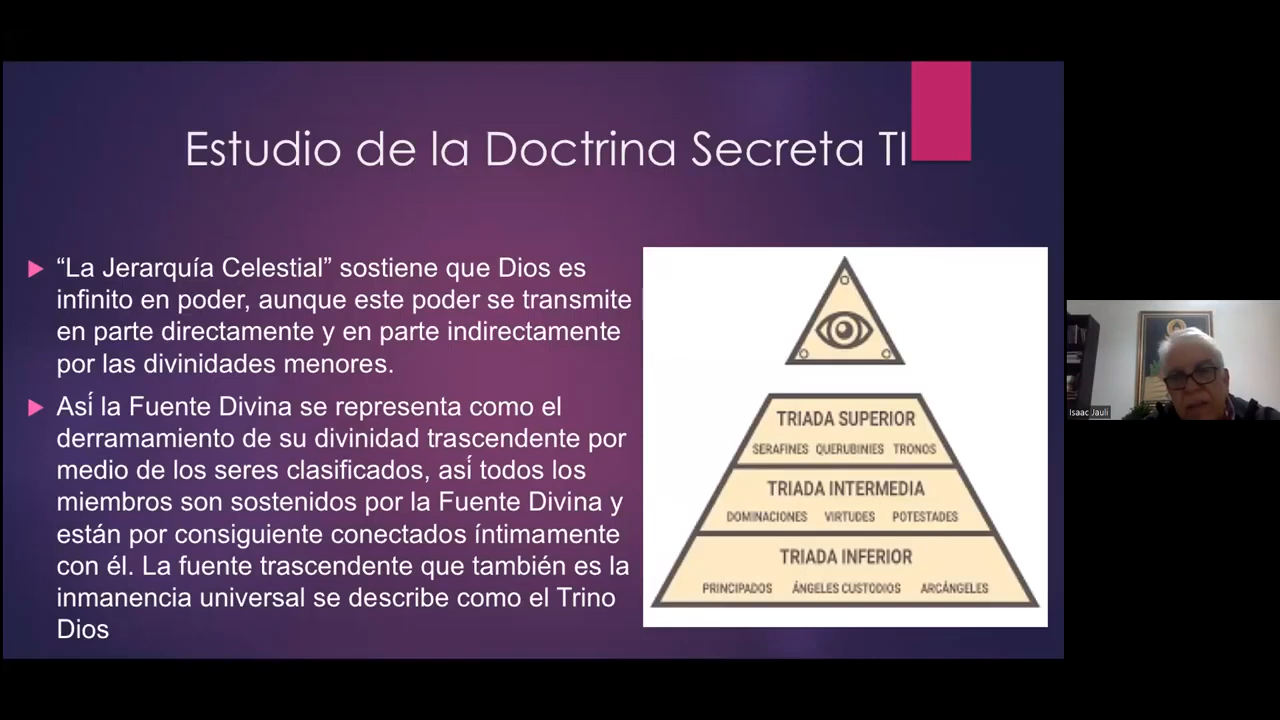 Estudio de la Doctrina Secreta TI
“La Jerarquía Celestial” sostiene que Dios es
infinito en poder, aunque este poder se transmite
en parte directamente y en parte indirectamente
por las divinidades menores.
Así la Fuente Divina se representa como el
derramamiento de su divinidad trascendente por
medio de los seres clasificados, así todos los
miembros son sostenidos por la Fuente Divina y
están por consiguiente conectados íntimamente
con él. La fuente trascendente que también es la
inmanencia universal se describe como el Trino
Dios
TRIADA SUPERIOR
SERAFINES QUERUBINIES TRONOS
TRIADA INTERMEDIA
DOMINACIONES VIRTUDES POTESTADES
TRIADA INFERIOR
PRINCIPADOS ÁNGELES CUSTODIOS ARCÁNGELES
Isaac Jauli